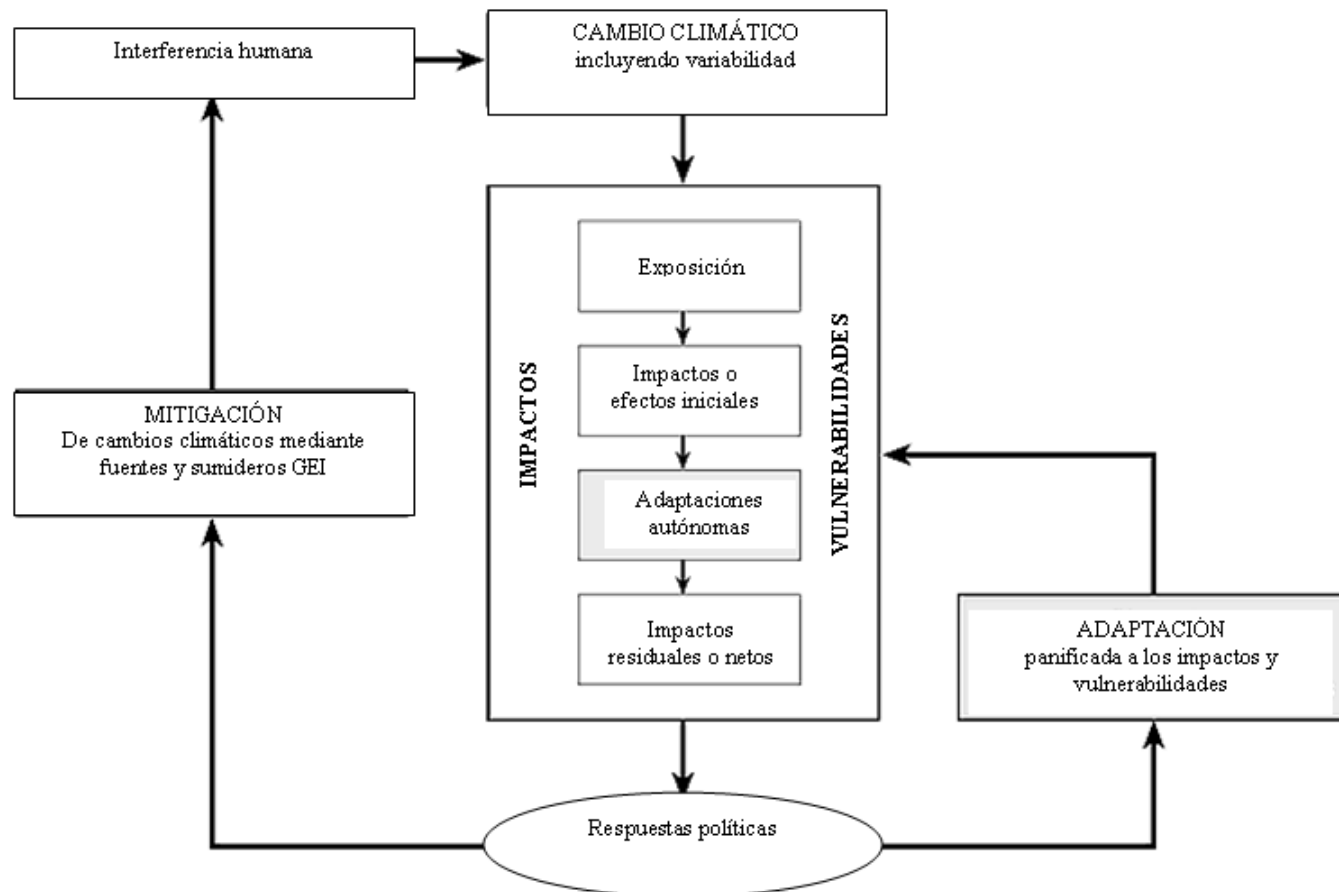 Interferencia humana
CAMBIO CLIMÁTICO
incluyendo variabilidad
IMPACTOS
Exposición
Impactos o
efectos iniciales
Adaptaciones
autónomas
Impactos
residuales o netos
VULNERABILIDADES
MITIGACIÓN
De cambios climáticos mediante
fuentes y sumideros GEI
ADAPTACIÓN
panificada a los impactos y
vulnerabilidades
Respuestas políticas